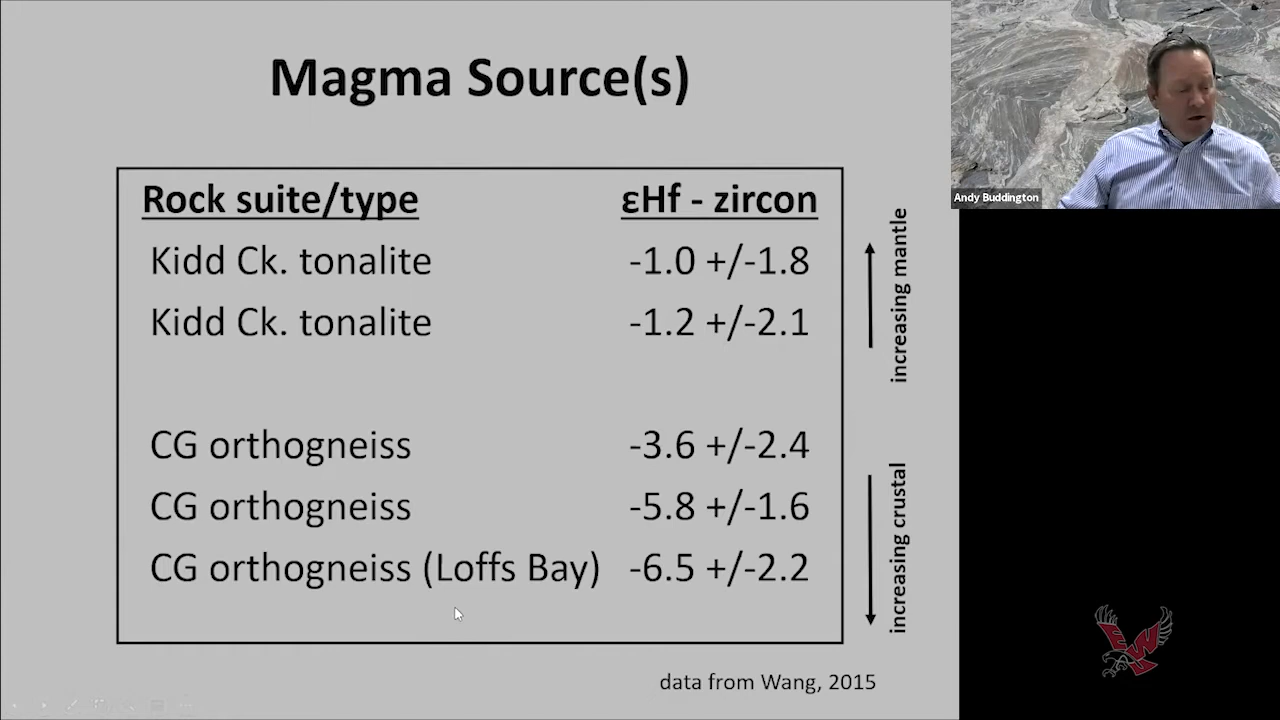 Magma Source(s)
Rock suite/type εHf - zircon
Kidd Ck. tonalite -1.0 +/-1.8
Kidd Ck. tonalite -1.2 +/-2.1
CG orthogneiss -3.6 +/-2.4
CG orthogneiss -5.8 +/-1.6
CG orthogneiss (Loffs Bay) -6.5 +/-2.2
increasing mantle
increasing crustal
data from Wang, 2015
Andy Buddington
EWU